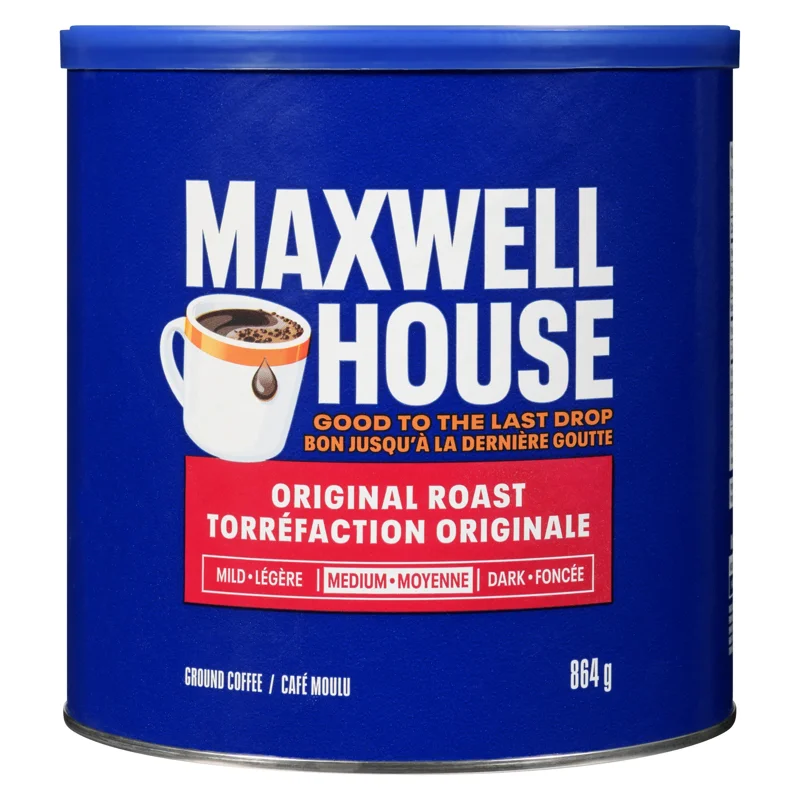 MAXWELL
HOUSE
GOOD TO THE LAST DROP
BON JUSQU'À LA DERNIÈRE GOUTTE
ORIGINAL ROAST
TORRÉFACTION ORIGINALE
MILD•LÉGÈRE | MEDIUM•MOYENNE | DARK•FONCÉE
GROUND COFFEE / CAFÉ MOULU 864 g